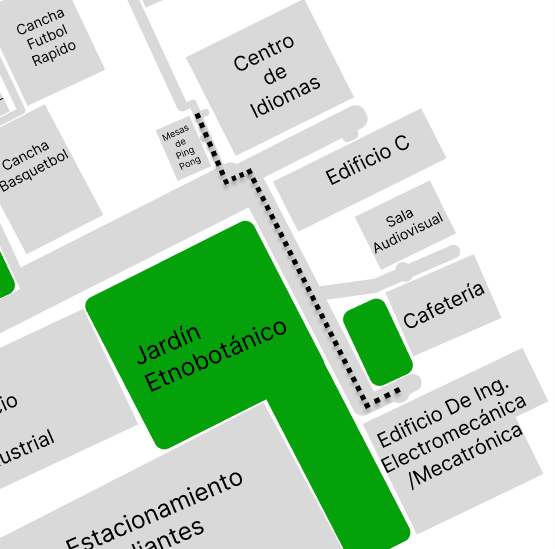 Cancha
Futbol
Rapido
Centro
de
Idiomas
Mesas
de
Ping
Pong
Cancha
Basquetbol
Edificio C
Sala
Audiovisual
Cafetería
Jardín
Etnobotánico
cio
ustrial
Edificio De Ing.
Electromecánica
/Mecatrónica
Estacionamiento
diantes